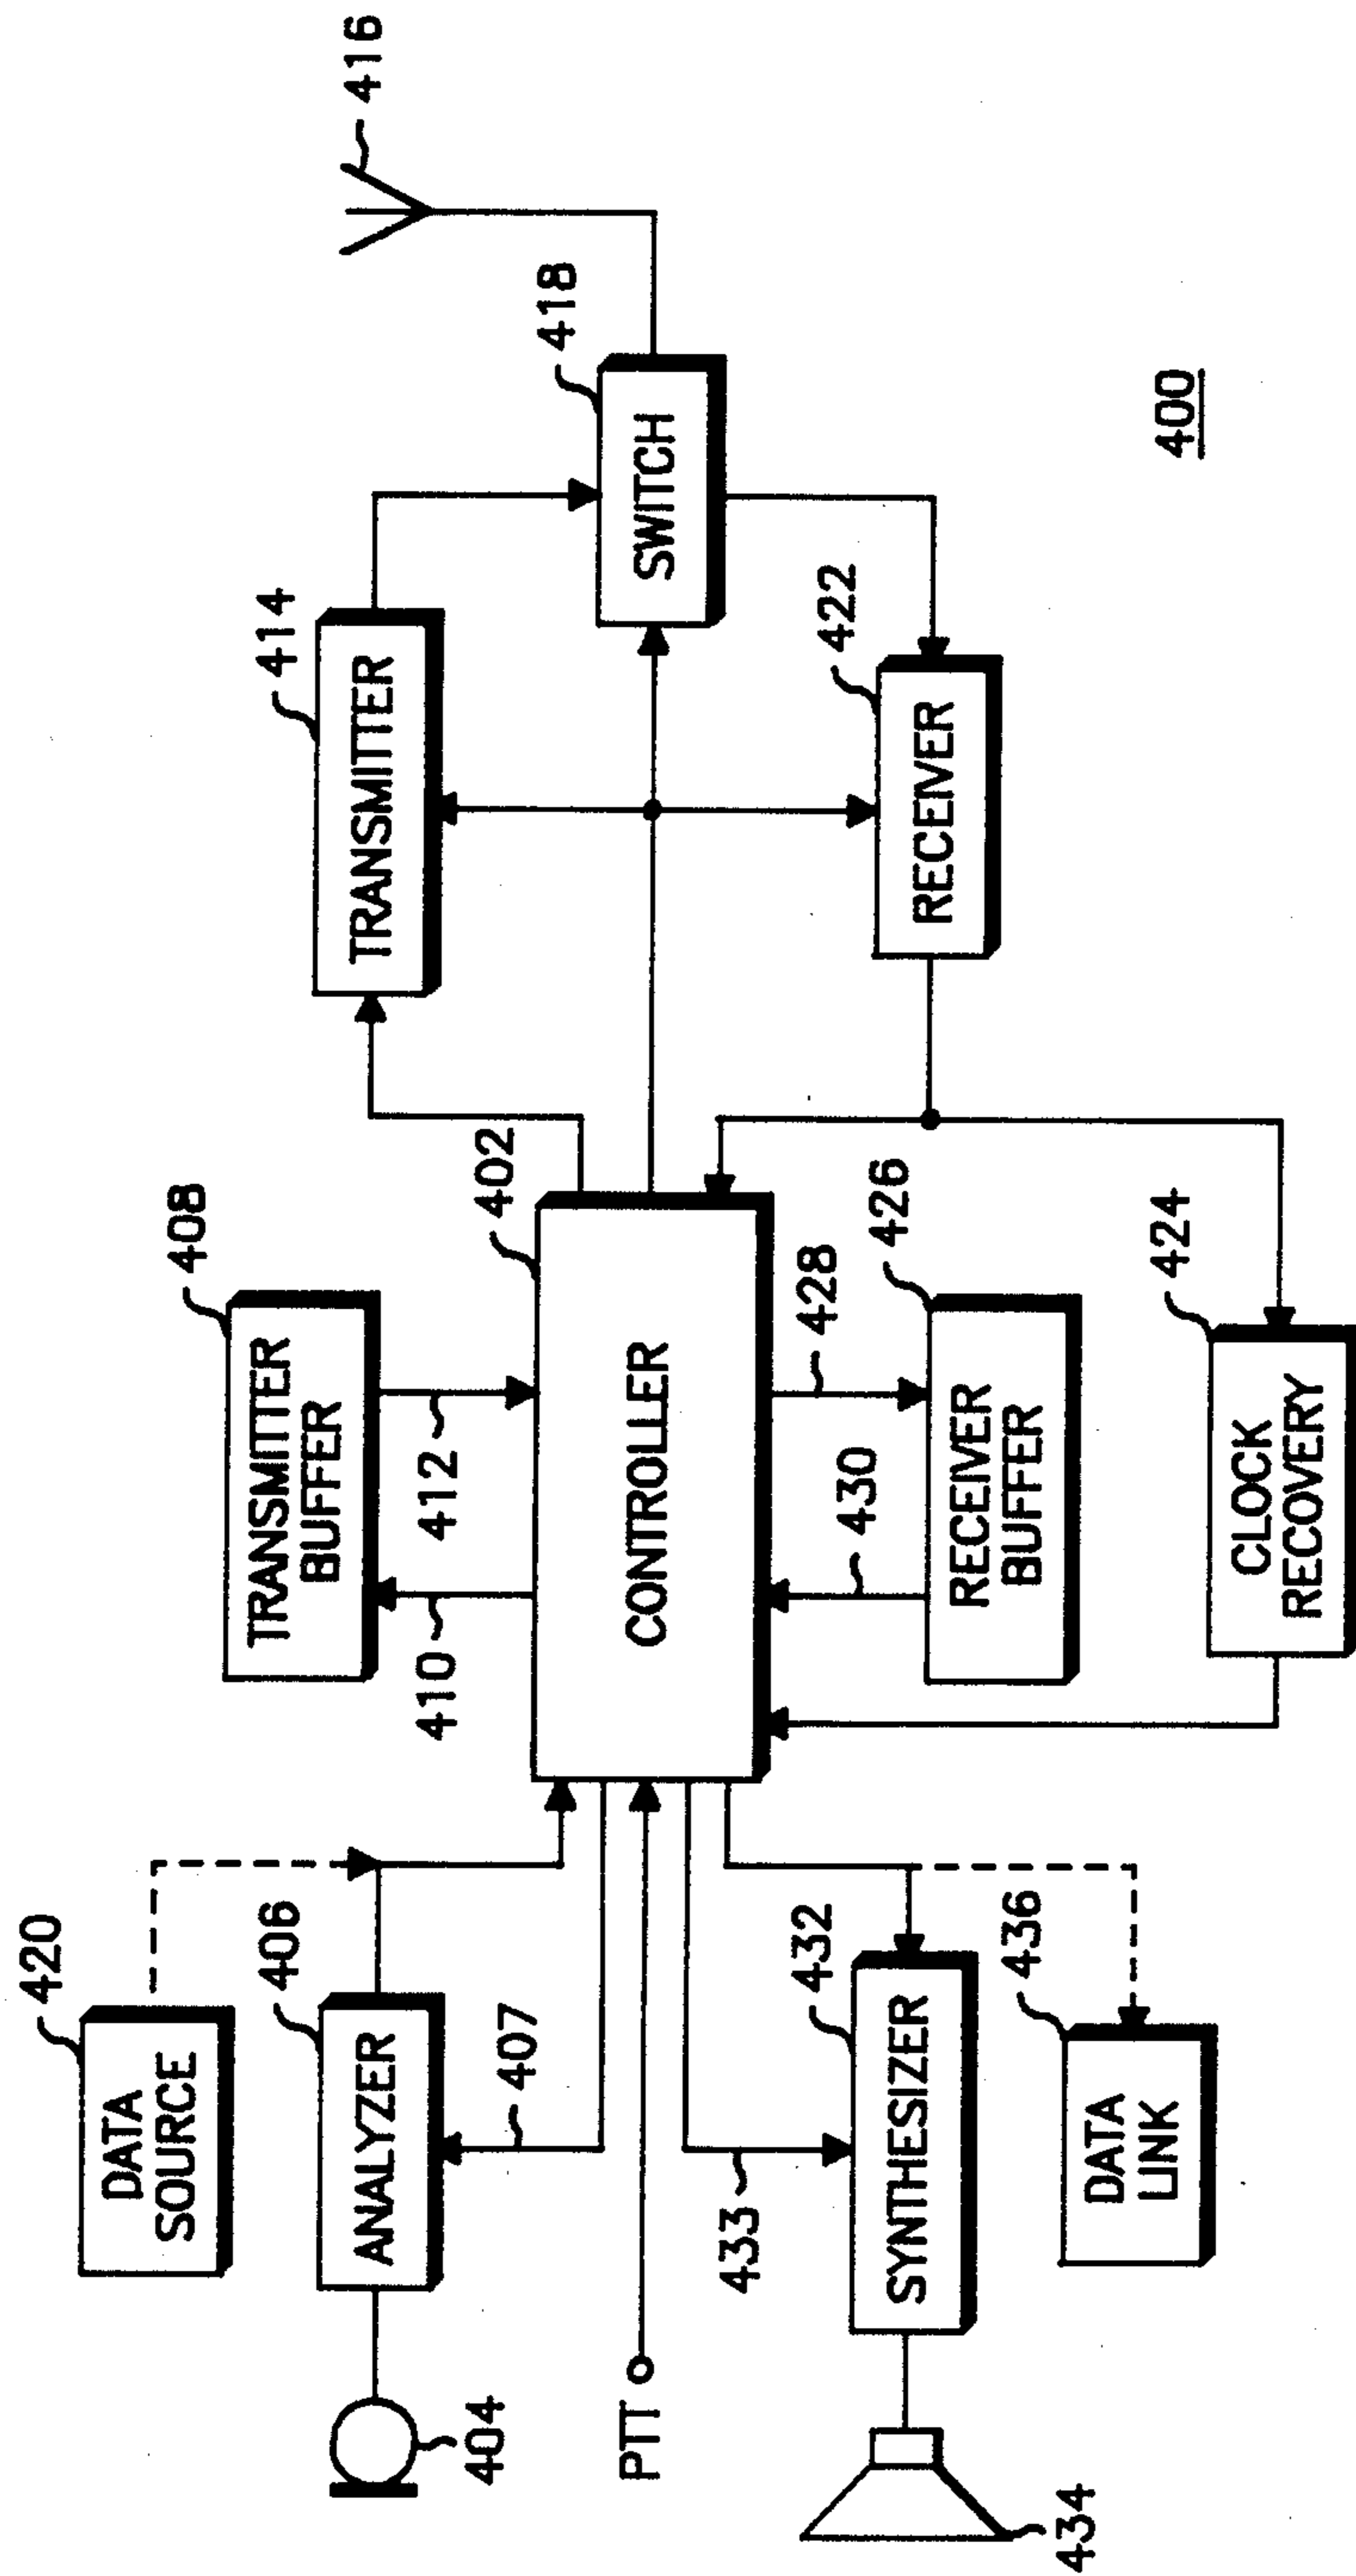 420
DATA
SOURCE
408
TRANSMITTER
BUFFER
414
TRANSMITTER
416
406
ANALYZER
404
407
410
412
402
CONTROLLER
418
SWITCH
PTT
433
432
SYNTHESIZER
434
430
428
426
RECEIVER
BUFFER
422
RECEIVER
436
DATA
LINK
424
CLOCK
RECOVERY
400